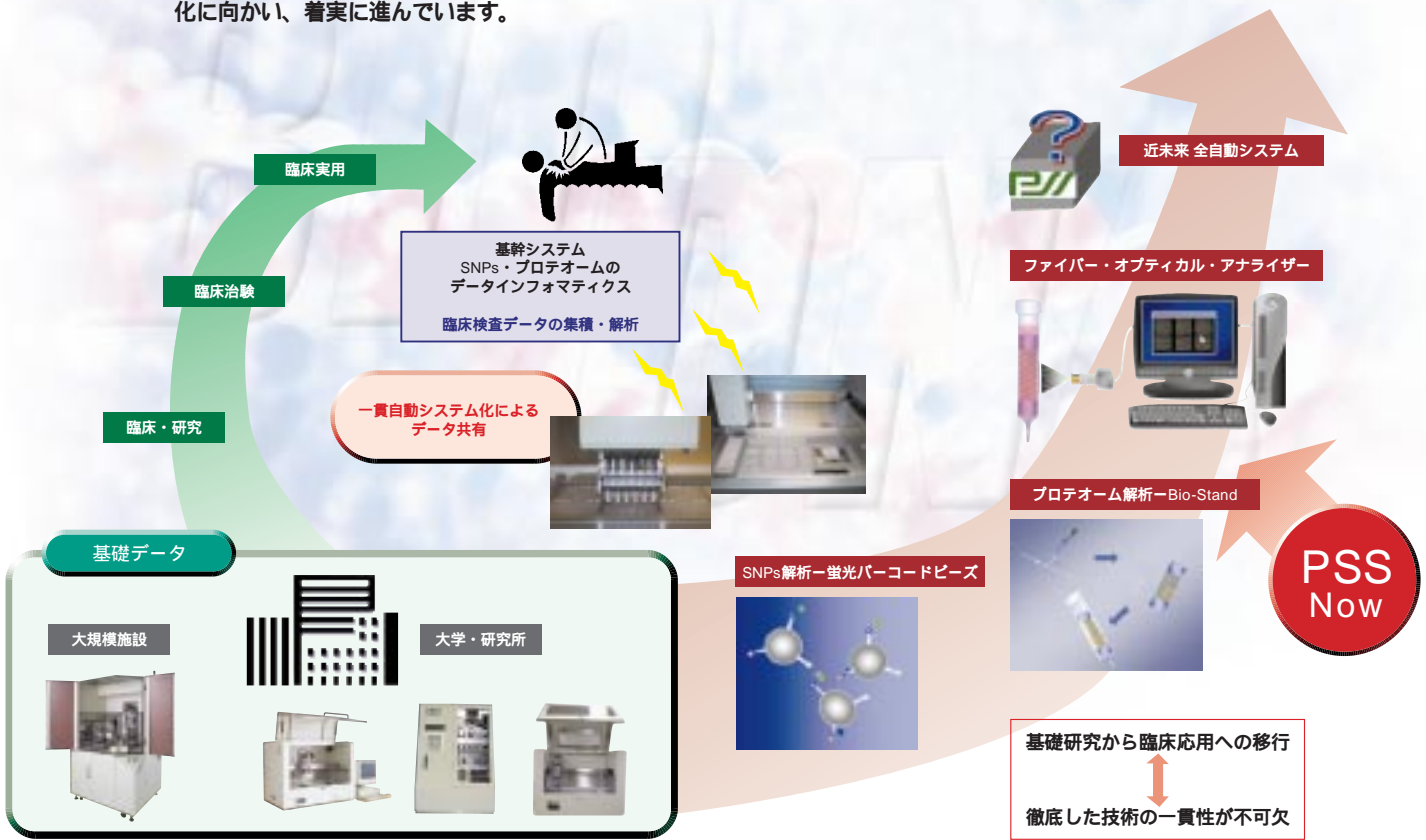 化に向かい、着実に進んでいます。
臨床実用
臨床治験
臨床・研究
基幹システム
SNPs・プロテオームの
データインフォマティクス
臨床検査データの集積・解析
一貫自動システム化による
データ共有
基礎データ
大規模施設
大学・研究所
SNPs解析ー蛍光バーコードビーズ
近未来 全自動システム
ファイバー・オプティカル・アナライザー
プロテオーム解析ーBio-Stand
PSS
Now
基礎研究から臨床応用への移行
徹底した技術の一貫性が不可欠